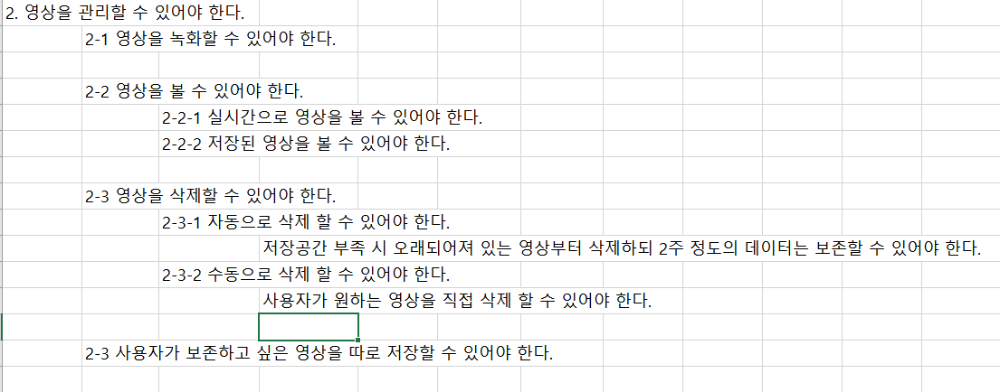 2. 영상을 관리할 수 있어야 한다.
2-1 영상을 녹화할 수 있어야 한다.
2-2 영상을 볼 수 있어야 한다.
2-2-1 실시간으로 영상을 볼 수 있어야 한다.
2-2-2 저장된 영상을 볼 수 있어야 한다.
2-3 영상을 삭제할 수 있어야 한다.
2-3-1 자동으로 삭제 할 수 있어야 한다.
저장공간 부족 시 오래되어져 있는 영상부터 삭제하되 2주 정도의 데이터는 보존할 수 있어야 한다.
2-3-2 수동으로 삭제 할 수 있어야 한다.
사용자가 원하는 영상을 직접 삭제 할 수 있어야 한다.
2-3 사용자가 보존하고 싶은 영상을 따로 저장할 수 있어야 한다.